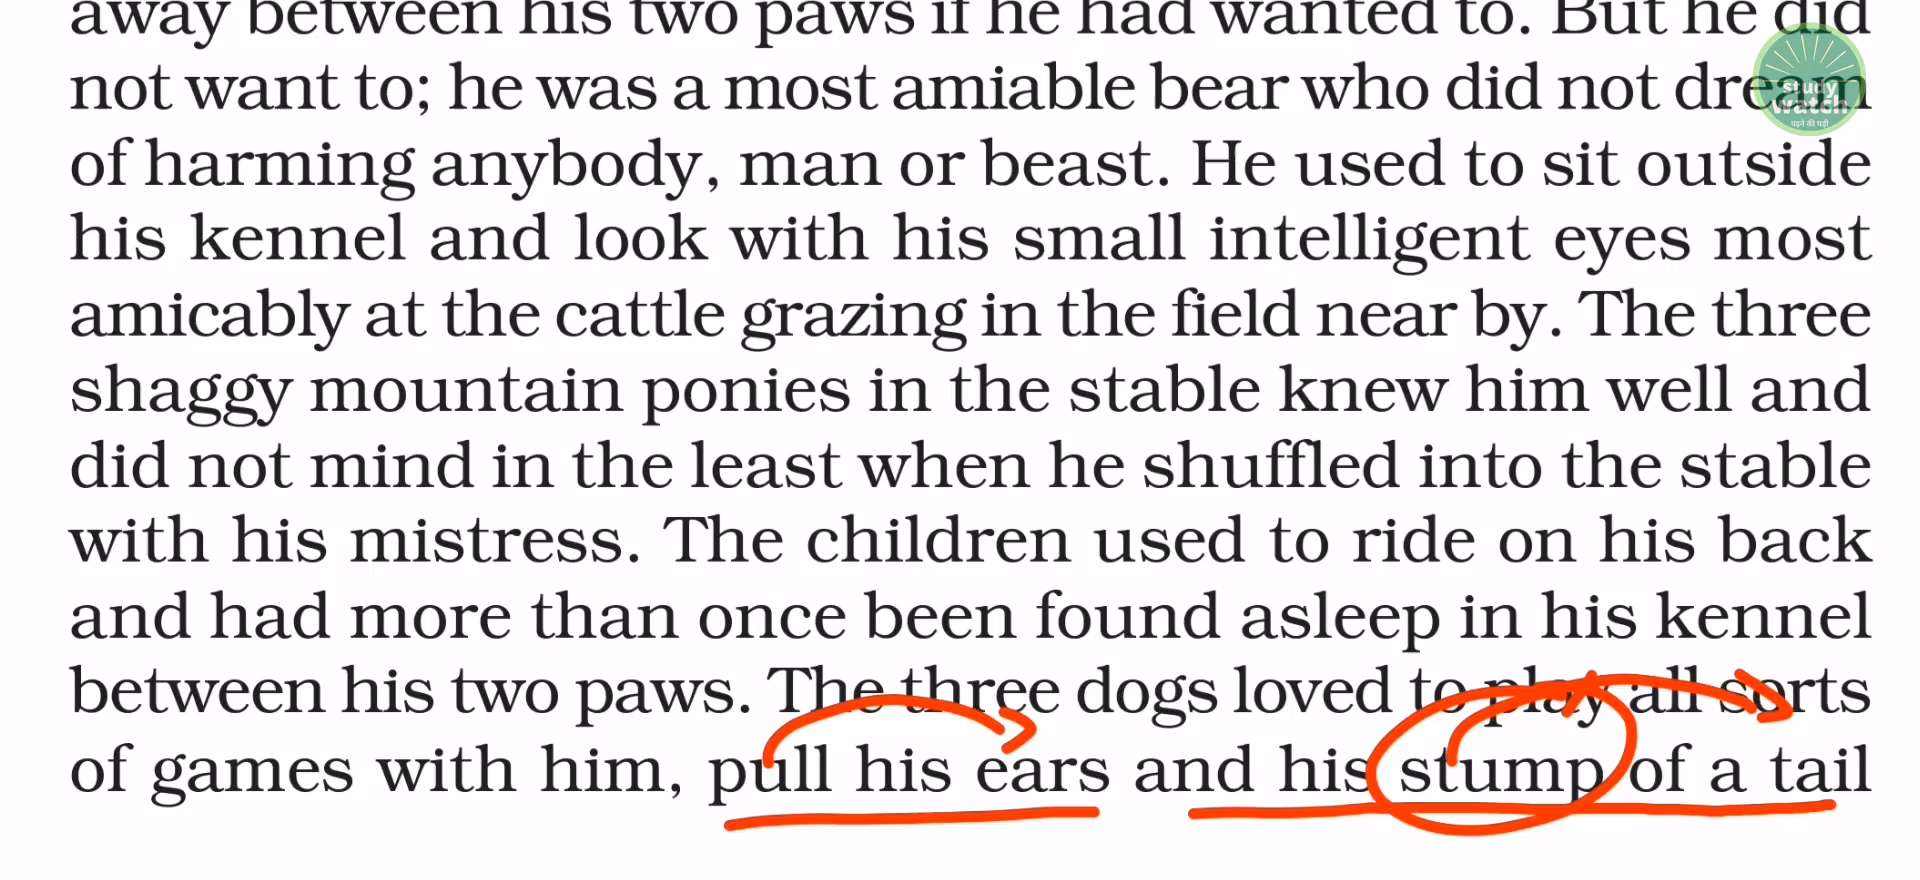 away between his two paws if he had wanted to. But he did
not want to; he was a most amiable bear who did not dream
of harming anybody, man or beast. He used to sit outside
his kennel and look with his small intelligent eyes most
amicably at the cattle grazing in the field near by. The three
shaggy mountain ponies in the stable knew him well and
did not mind in the least when he shuffled into the stable
with his mistress. The children used to ride on his back
and had more than once been found asleep in his kennel
between his two paws. The three dogs loved to play all sorts
of games with him, pull his ears and his stump of a tail
study
watch
पढ़ने की घड़ी